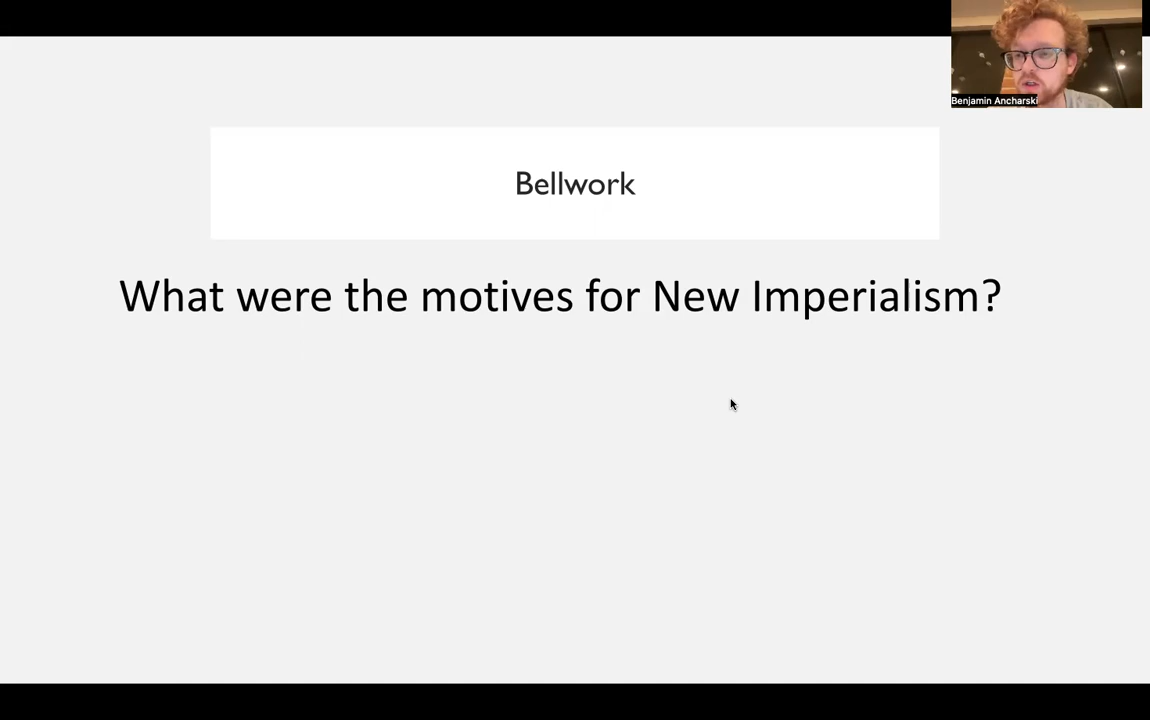 Benjamin Ancharski
Bellwork
What were the motives for New Imperialism?